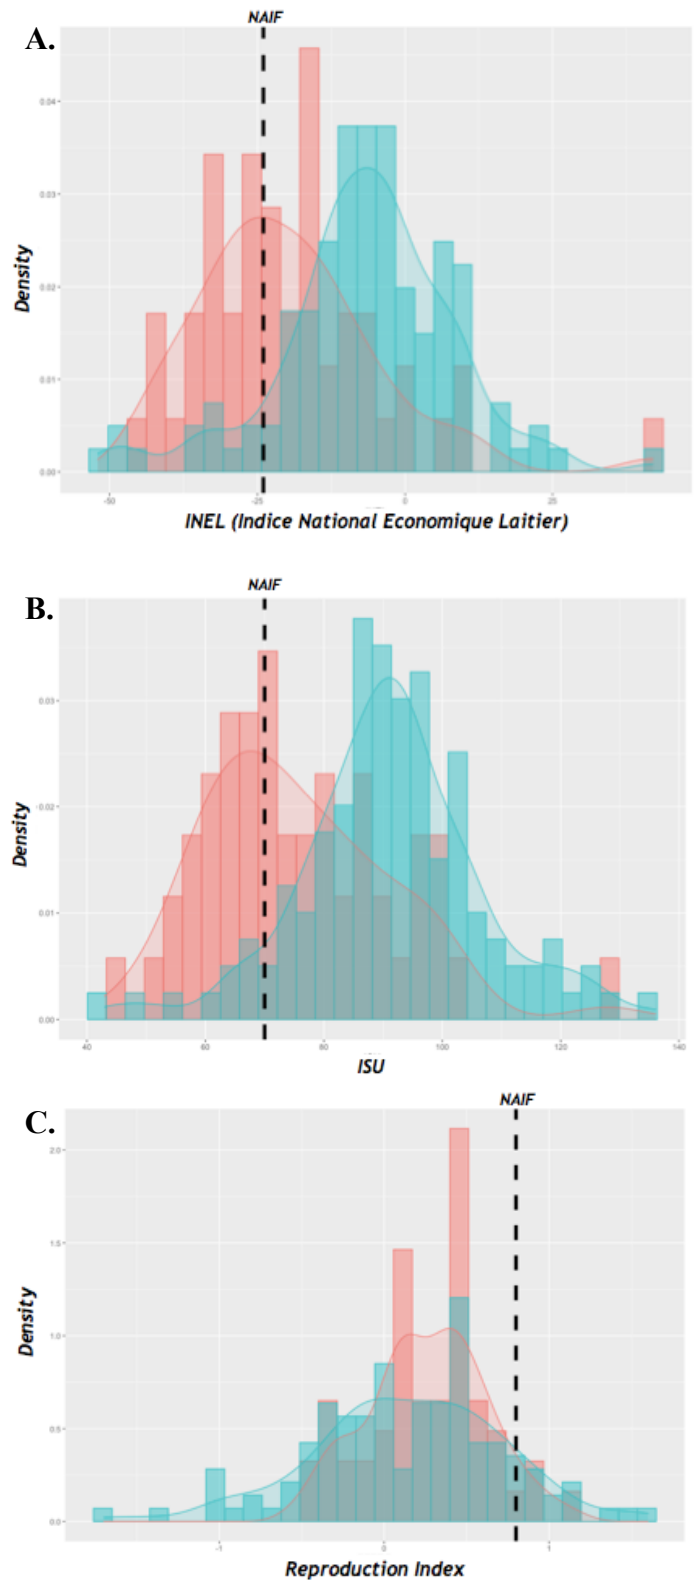 NAIF
A.
0.04
0.03
0.02
0.01
0.00
Density
-50 -25 0 25
INEL (Indice National Economique Laitier)
NAIF
B.
0.03
0.02
0.01
0.00
Density
40 60 80 100 120 140
ISU
NAIF
C.
2.0
1.5
1.0
0.5
0.0
Density
-1 0 1
Reproduction Index